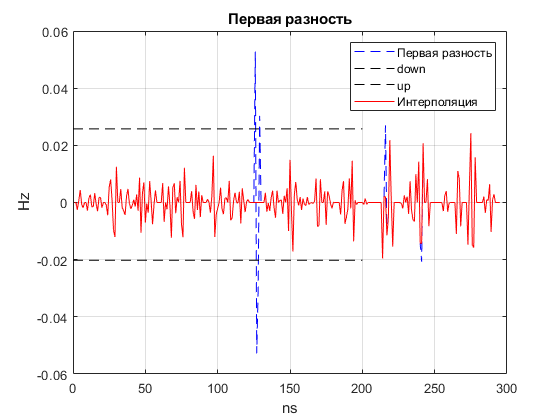 Первая разность
0.06
0.04
0.02
0
-0.02
-0.04
-0.06
Hz
Первая разность
down
up
Интерполяция
0 50 100 150 200 250 300
ns